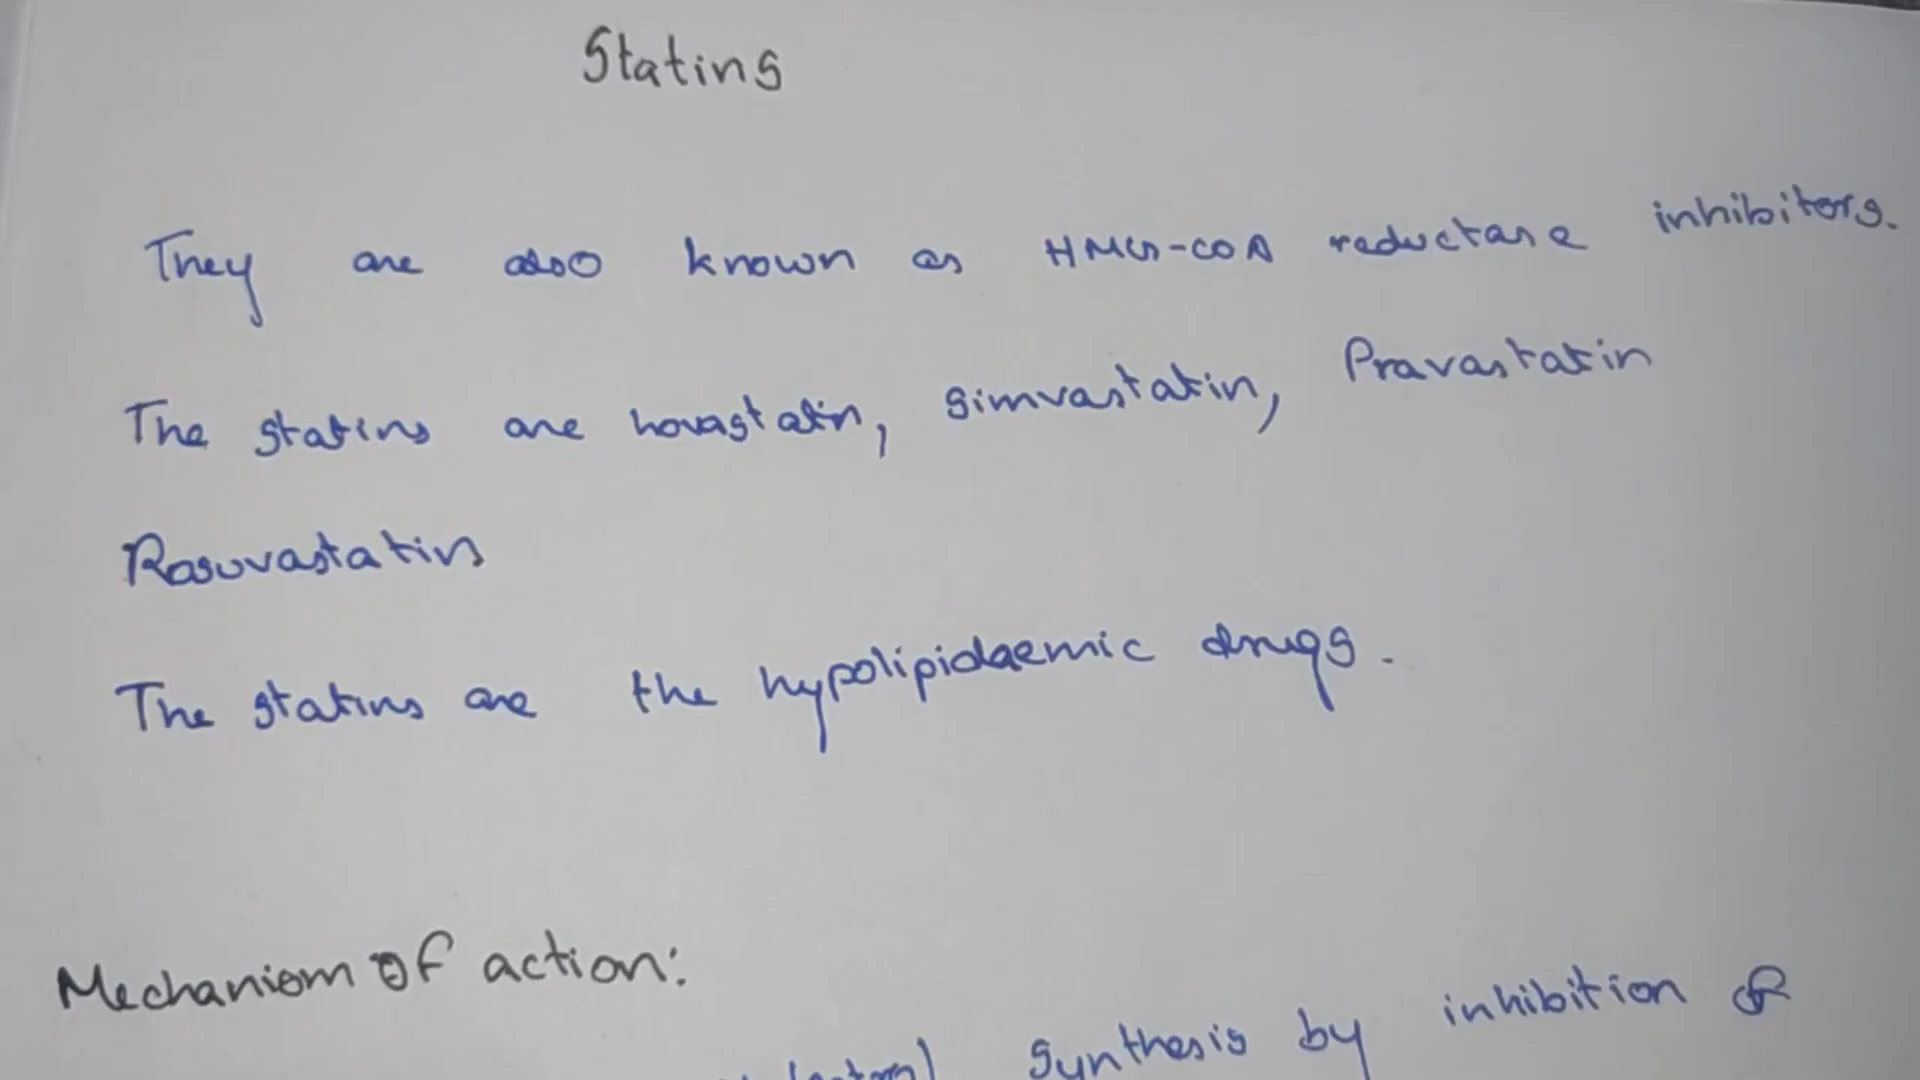 Statins
They are also known as HMG-COA reductase inhibitors.
The statins are lovastatin, simvastatin, Pravastatin
Rosuvastatin
The statins are the hypolipidaemic drugs.
Mechanism of action:
synthesis by inhibition of